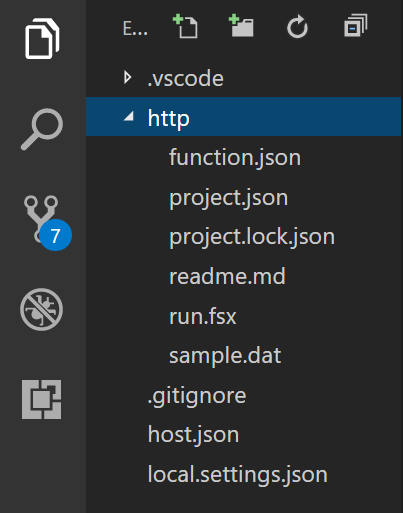 E...
.vscode
http
function.json
project.json
project.lock.json
7
readme.md
run.fsx
sample.dat
.gitignore
host.json
local.settings.json